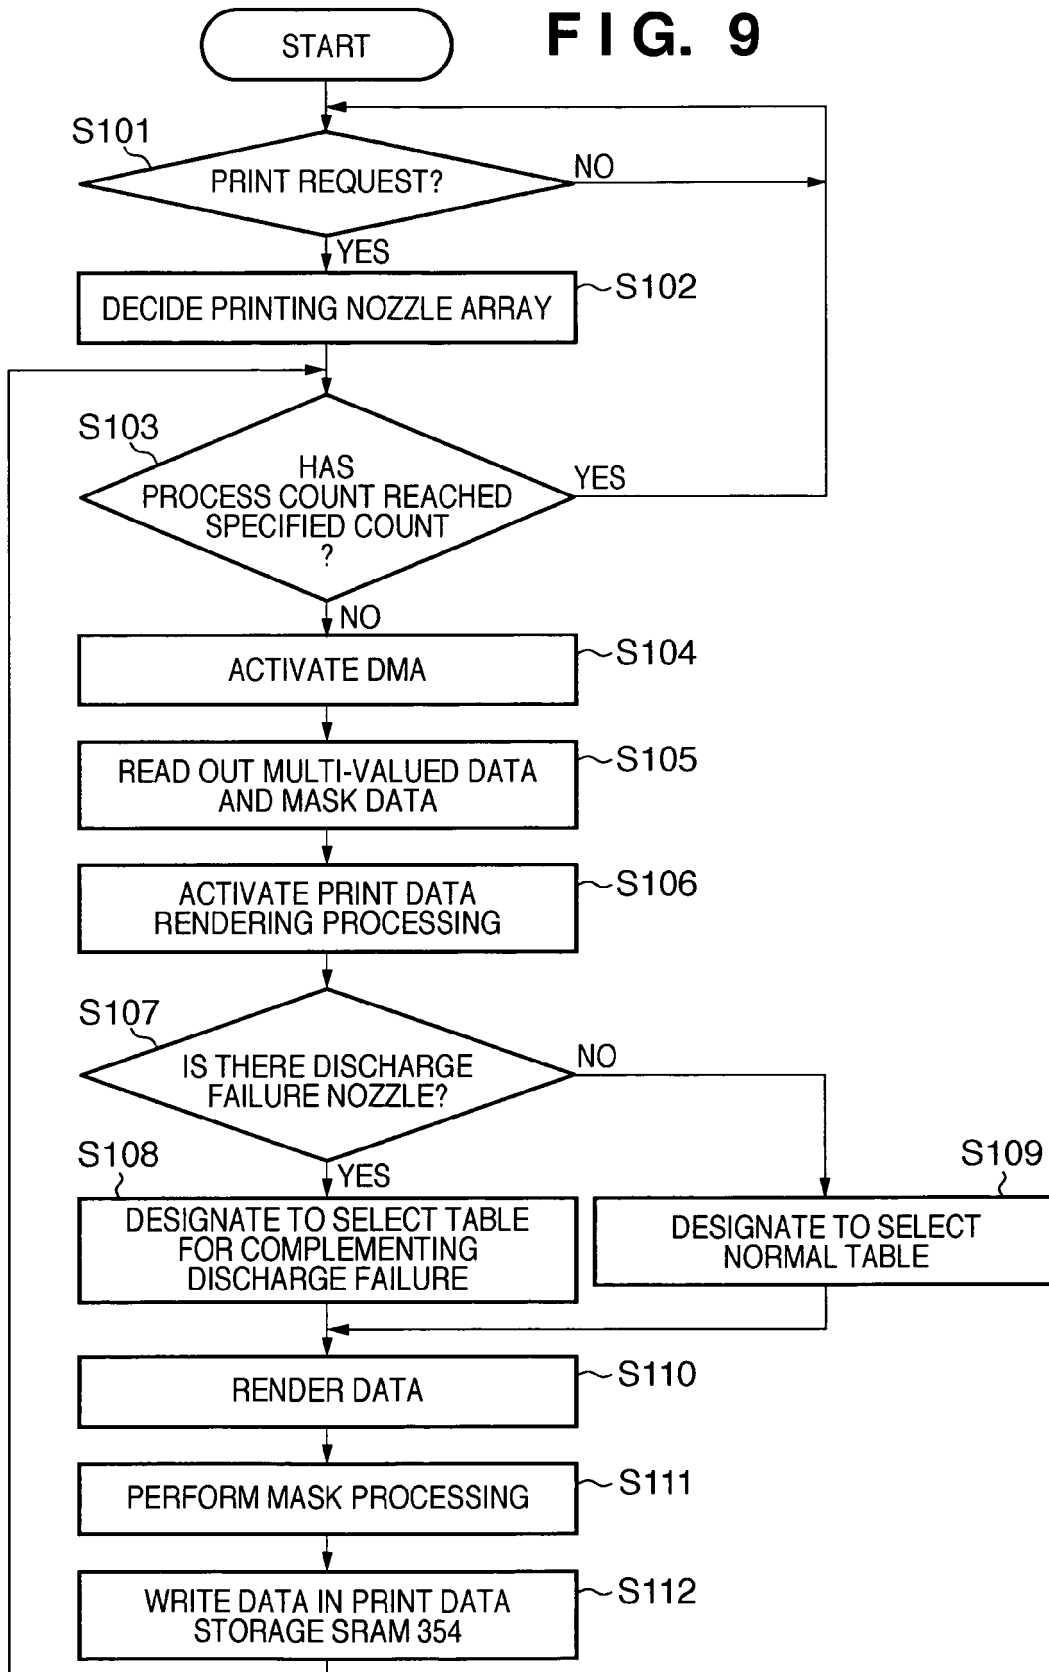 FIG. 9
START
S101
PRINT REQUEST?
NO
YES
DECIDE PRINTING NOZZLE ARRAY
S102
S103
HAS
PROCESS COUNT REACHED
SPECIFIED COUNT
?
YES
NO
ACTIVATE DMA
S104
READ OUT MULTI-VALUED DATA
AND MASK DATA
S105
ACTIVATE PRINT DATA
RENDERING PROCESSING
S106
S107
IS THERE DISCHARGE
FAILURE NOZZLE?
NO
YES
S108
DESIGNATE TO SELECT TABLE
FOR COMPLEMENTING
DISCHARGE FAILURE
S109
DESIGNATE TO SELECT
NORMAL TABLE
RENDER DATA
S110
PERFORM MASK PROCESSING
S111
WRITE DATA IN PRINT DATA
STORAGE SRAM 354
S112